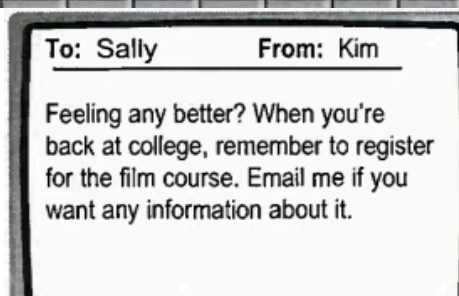 To: Sally From: Kim
Feeling any better? When you're
back at college, remember to register
for the film course. Email me if you
want any information about it.